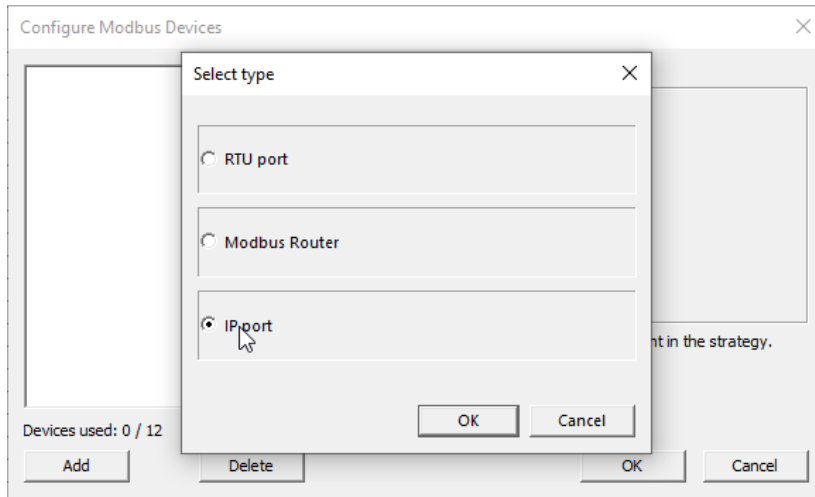 Configure Modbus Devices
Select type
RTU port
Modbus Router
IP port
in the strategy.
Devices used: 0 / 12
OK Cancel
Add Delete OK Cancel